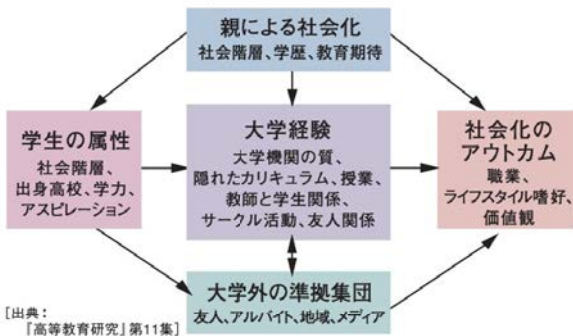 親による社会化
社会階層、学歴、教育期待
学生の属性
社会階層、
出身高校、学力、
アスピレーション
大学経験
大学機関の質、
隠れたカリキュラム、授業、
教師と学生関係、
サークル活動、友人関係
社会化の
アウトカム
職業、
ライフスタイル嗜好、
価値観
大学外の準拠集団
友人、アルバイト、地域、メディア
[出典:
『高等教育研究』第11集]